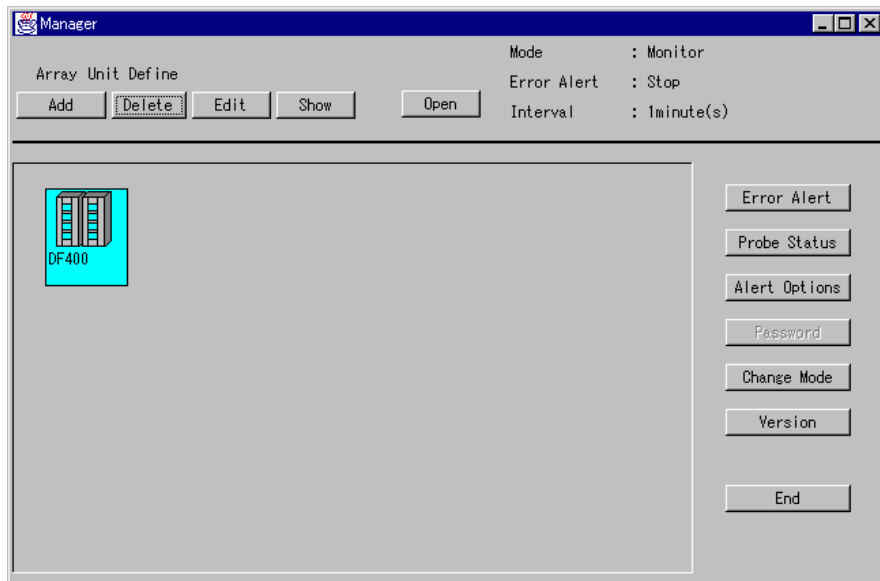 Manager
Mode : Monitor
Array Unit Define
Error Alert : Stop
Add Delete Edit Show Open
Interval : 1minute(s)
DF400
Error Alert
Probe Status
Alert Options
Password
Change Mode
Version
End